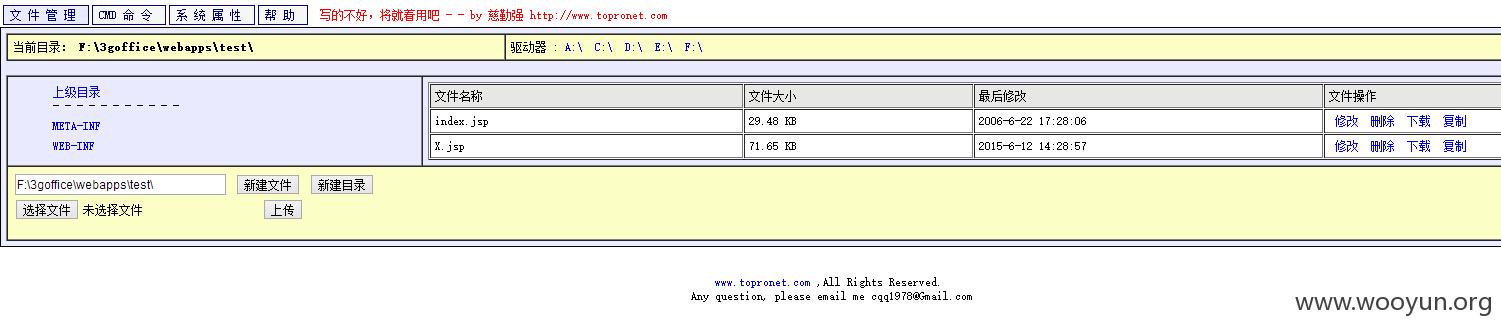 文 件 管 理 CMD 命 令 系 统 属 性 帮 助 写的不好，将就着用吧 - - by 慈勤强 http://www.topronet.com
当前目录： F:\3goffice\webapps\test\ 驱动器 : A:\ C:\ D:\ E:\ F:\
上级目录
- - - - - - - - - - -
META-INF
WEB-INF
文件名称 文件大小 最后修改 文件操作
index.jsp 29.48 KB 2006-6-22 17:28:06 修改 删除 下载 复制
X.jsp 71.65 KB 2015-6-12 14:28:57 修改 删除 下载 复制
F:\3goffice\webapps\test\ 新建文件 新建目录
选择文件 未选择文件 上传
www.topronet.com ,All Rights Reserved.
Any question, please email me cqq1978@Gmail.com
www.wooyun.org